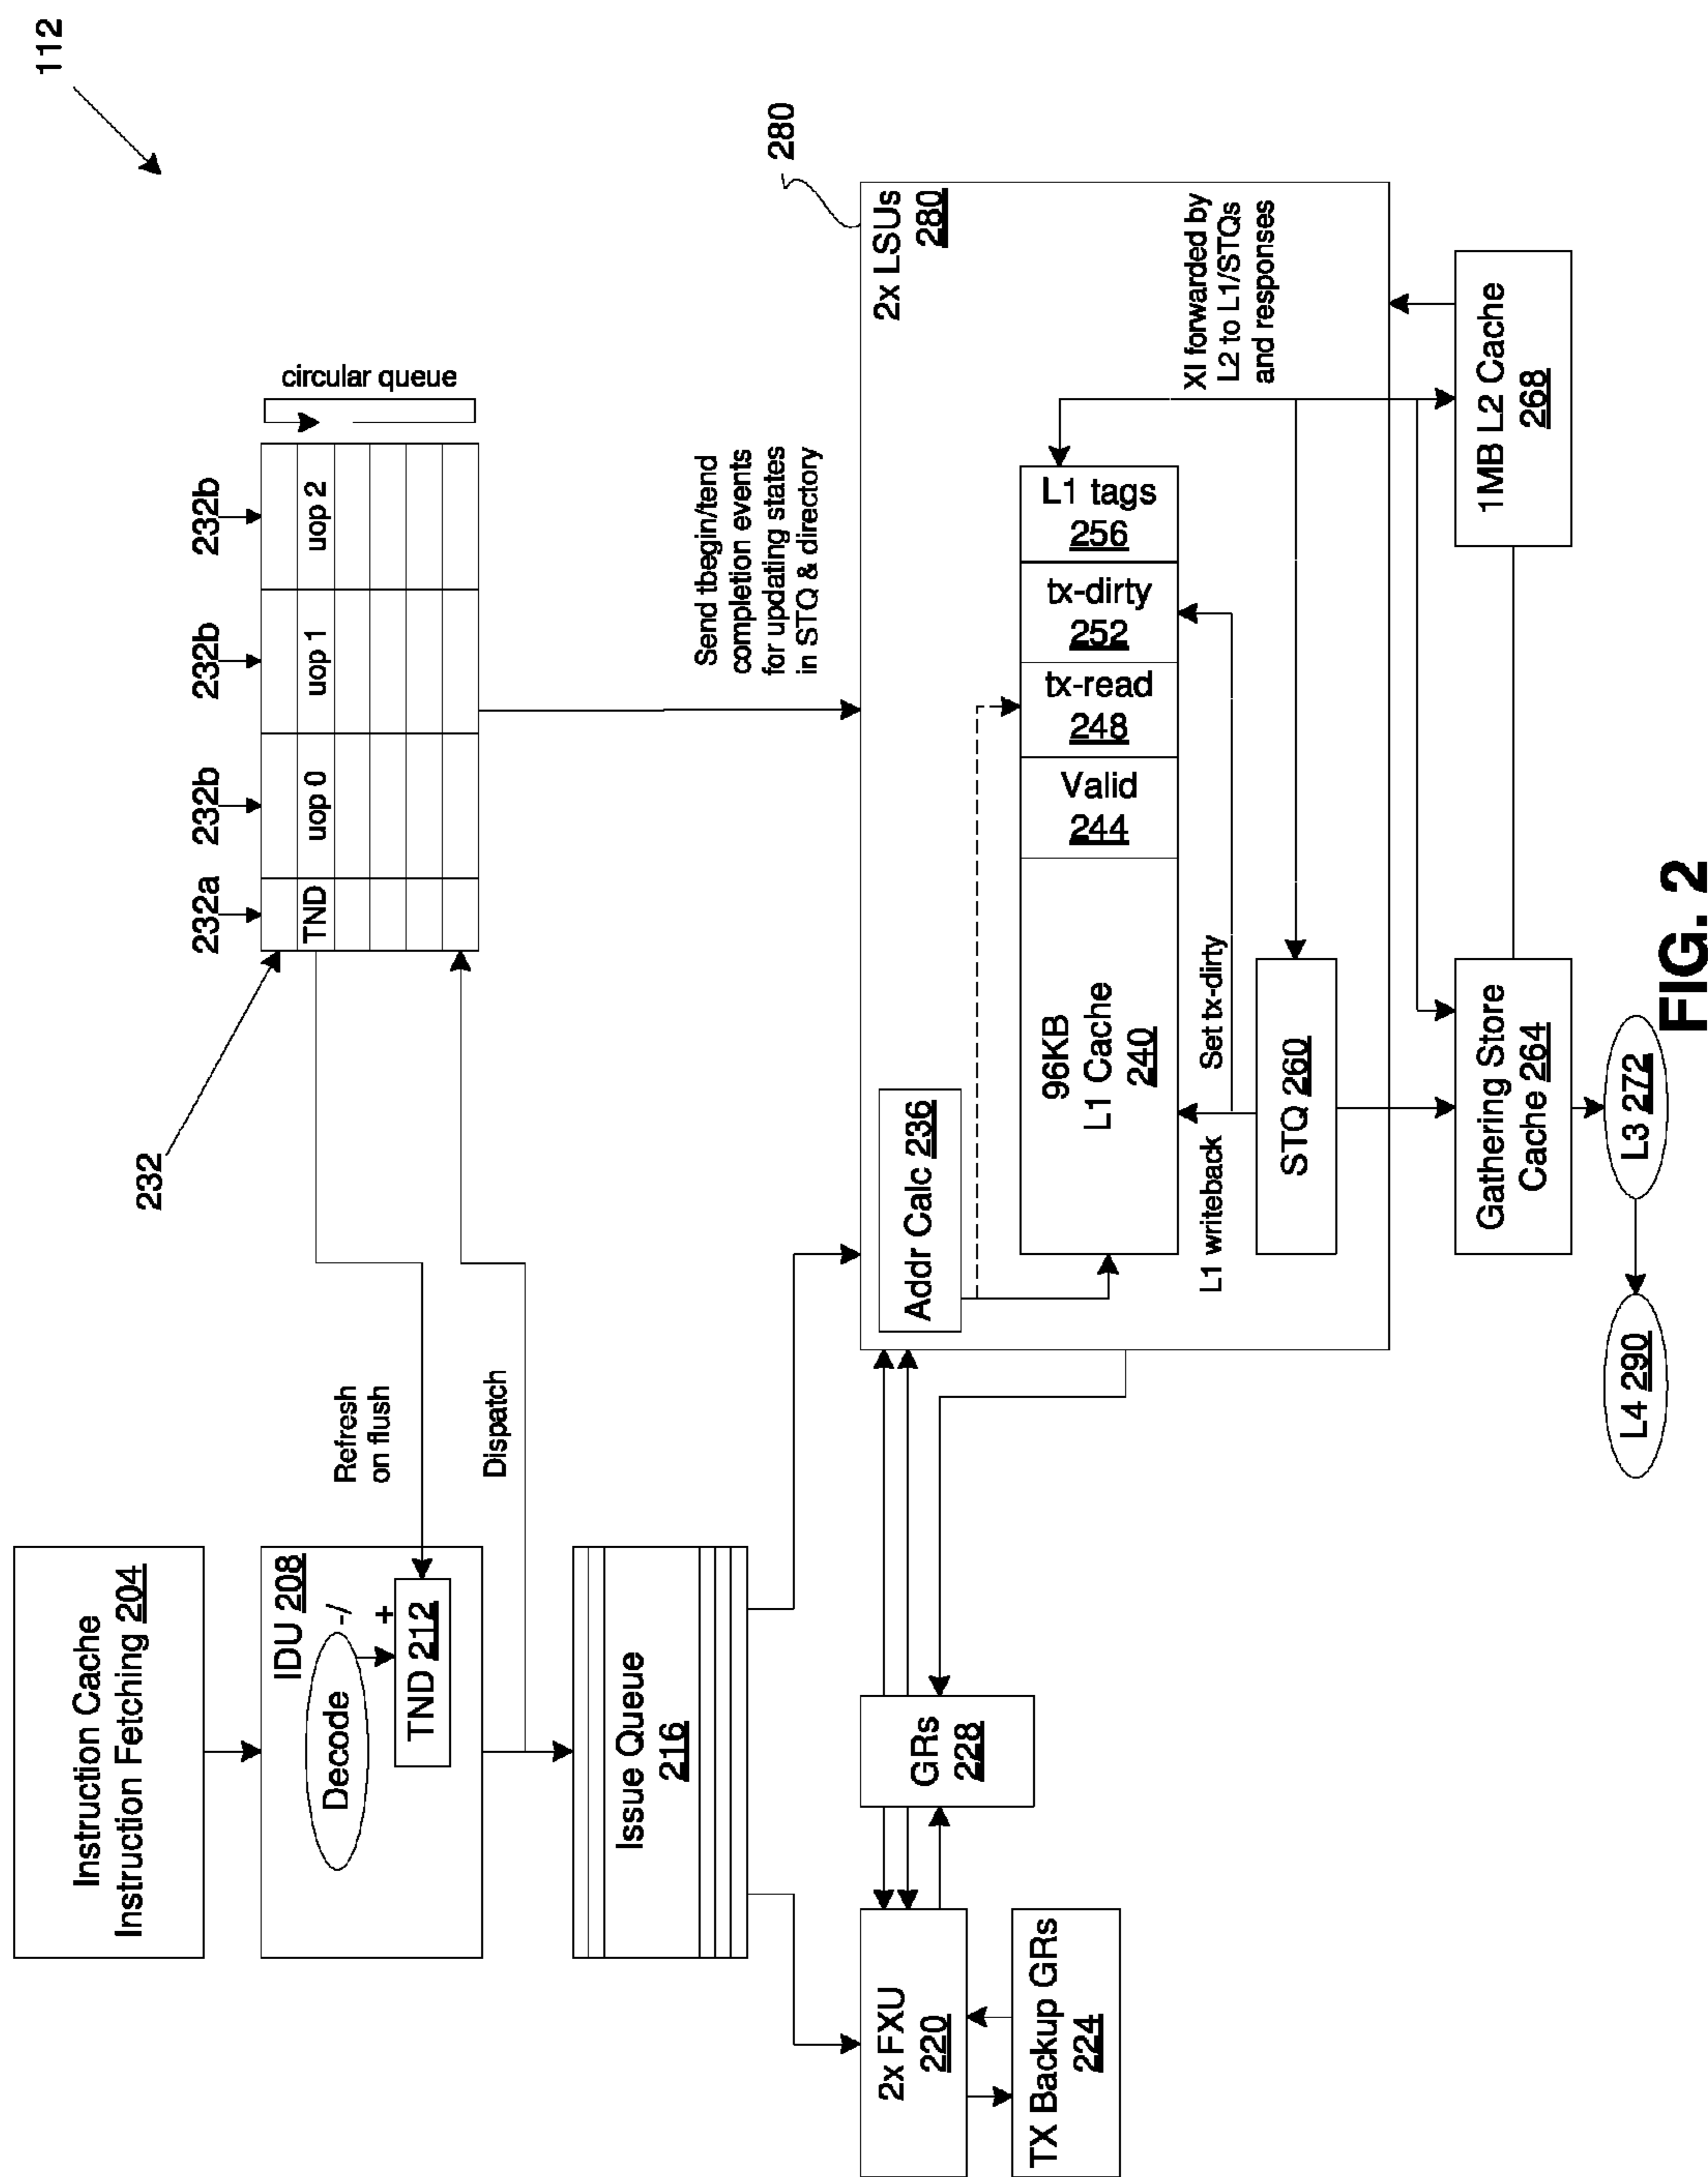 112
Instruction Cache
Instruction Fetching 204
IDU 208
Decode
-/
+
TND 212
Refresh
on flush
Dispatch
232
232a
232b
232b
232b
TND
uop 0
uop 1
uop 2
circular queue
Issue Queue
216
Send tbegin/tend
completion events
for updating states
in STQ & directory
2x FXU
220
TX Backup GRs
224
GRs
228
280
2x LSUs
280
Addr Calc 236
96KB
L1 Cache
240
Valid
244
tx-read
248
tx-dirty
252
L1 tags
256
L1 writeback
Set tx-dirty
XI forwarded by
L2 to L1/STQs
and responses
STQ 260
Gathering Store
Cache 264
1MB L2 Cache
268
L4 290
L3 272
FIG. 2